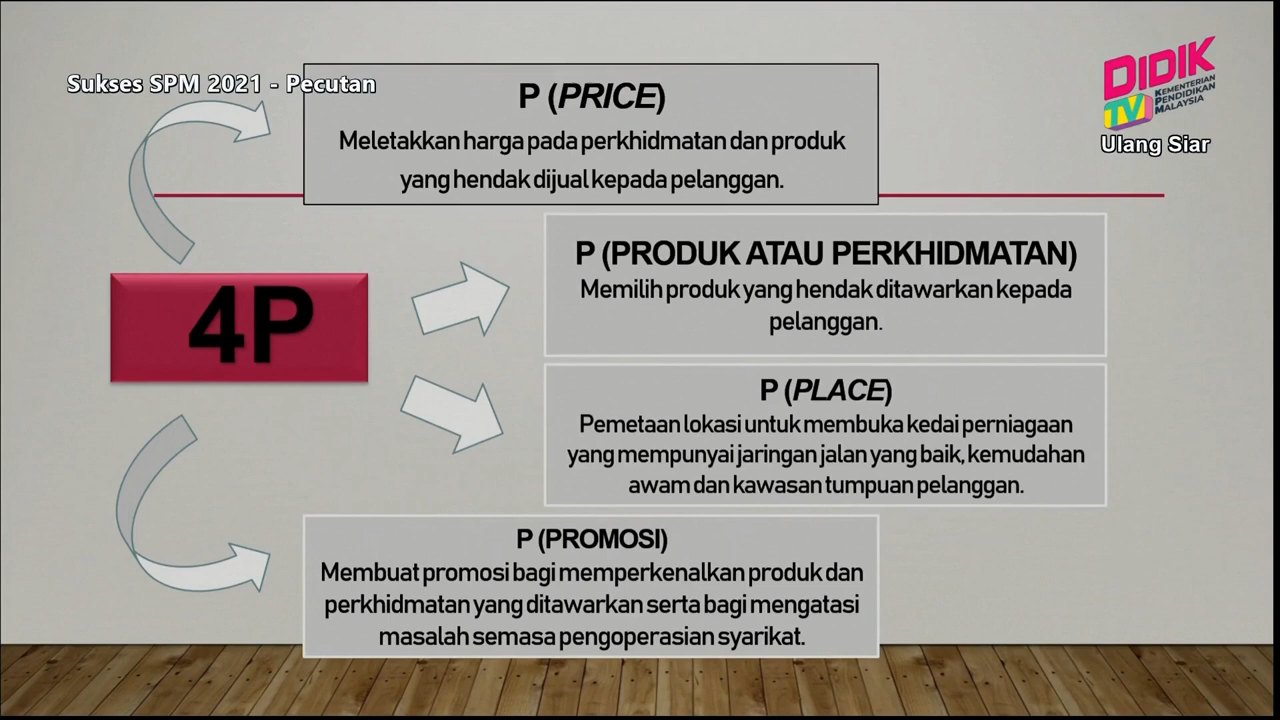 Sukses SPM 2021 - Pecutan
DIDIK
TV
KEMENTERIAN
PENDIDIKAN
MALAYSIA
Ulang Siar
P (PRICE)
Meletakkan harga pada perkhidmatan dan produk
yang hendak dijual kepada pelanggan.
4P
P (PRODUK ATAU PERKHIDMATAN)
Memilih produk yang hendak ditawarkan kepada
pelanggan.
P (PLACE)
Pemetaan lokasi untuk membuka kedai perniagaan
yang mempunyai jaringan jalan yang baik, kemudahan
awam dan kawasan tumpuan pelanggan.
P (PROMOSI)
Membuat promosi bagi memperkenalkan produk dan
perkhidmatan yang ditawarkan serta bagi mengatasi
masalah semasa pengoperasian syarikat.